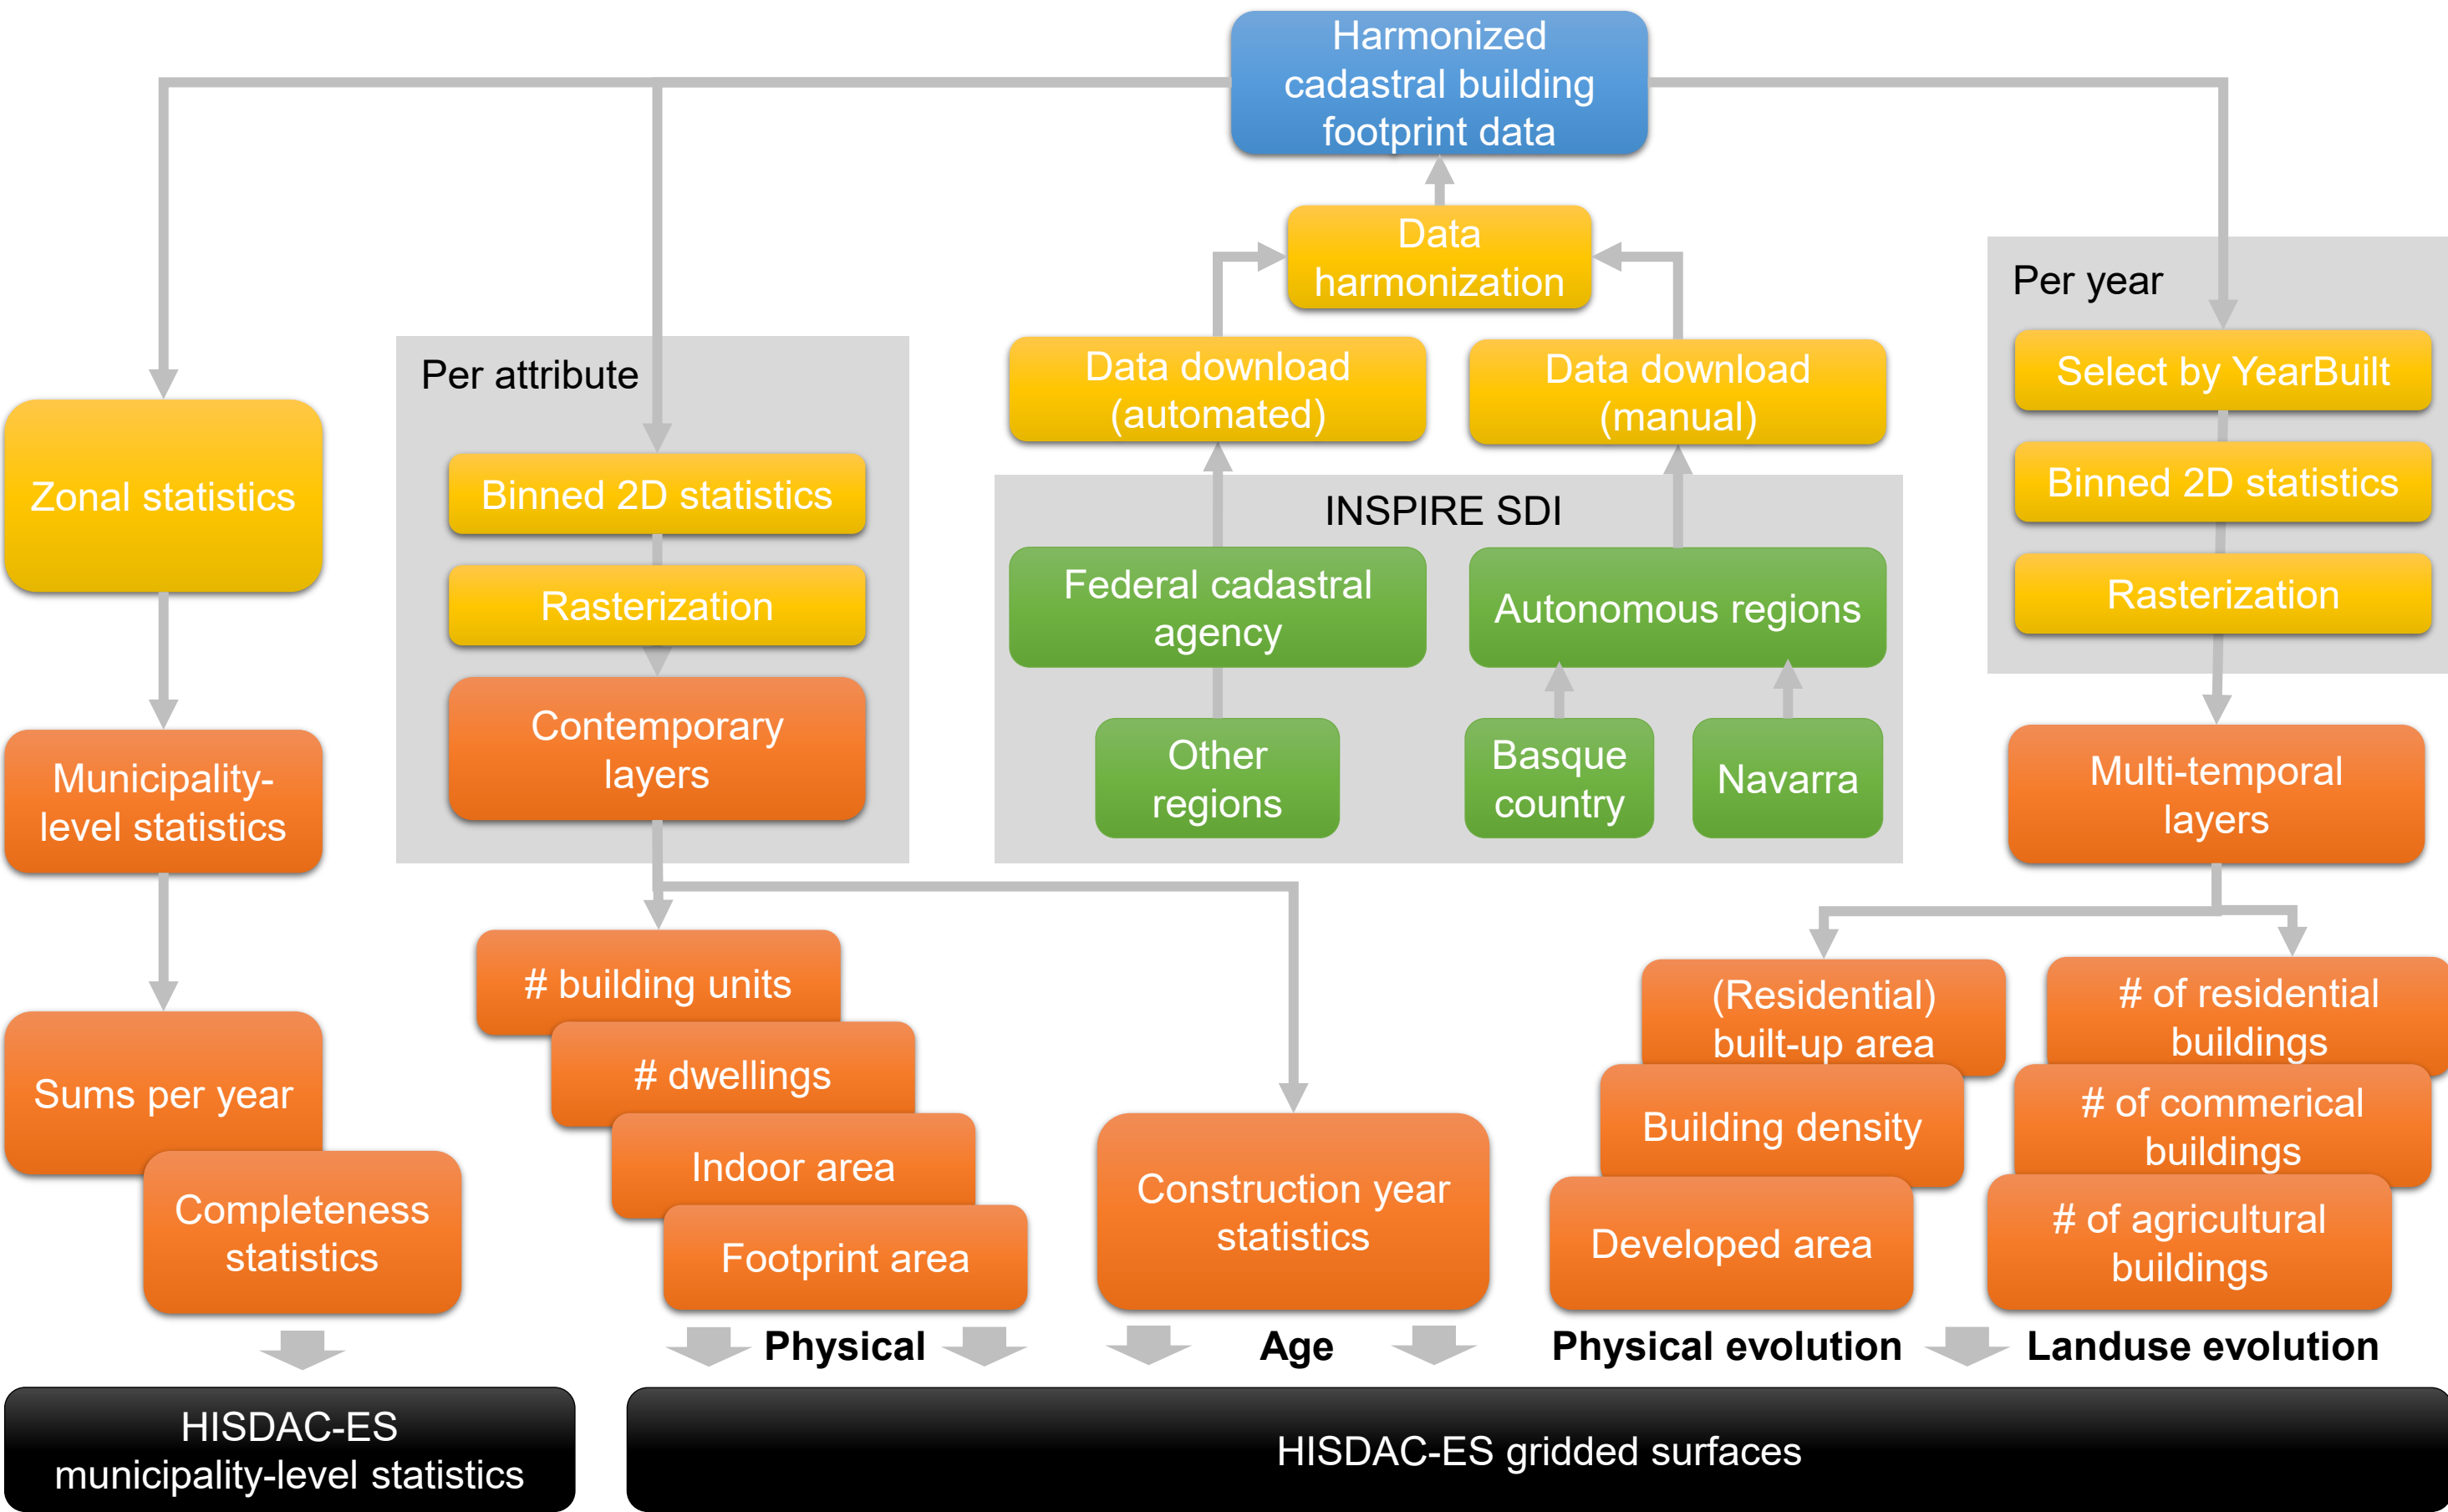 Harmonized
cadastral building
footprint data
Data
harmonization
Per year
Per attribute
Data download
(automated)
Data download
(manual)
Select by YearBuilt
Zonal statistics
Binned 2D statistics
INSPIRE SDI
Binned 2D statistics
Rasterization
Federal cadastral
agency
Autonomous regions
Rasterization
Contemporary
layers
Other
regions
Basque
country
Navarra
Municipality-
level statistics
Multi-temporal
layers
# building units
# dwellings
Indoor area
Footprint area
Construction year
statistics
(Residential)
built-up area
Building density
Developed area
# of residential
buildings
# of commerical
buildings
# of agricultural
buildings
Sums per year
Completeness
statistics
Physical
Age
Physical evolution
Landuse evolution
HISDAC-ES
municipality-level statistics
HISDAC-ES gridded surfaces